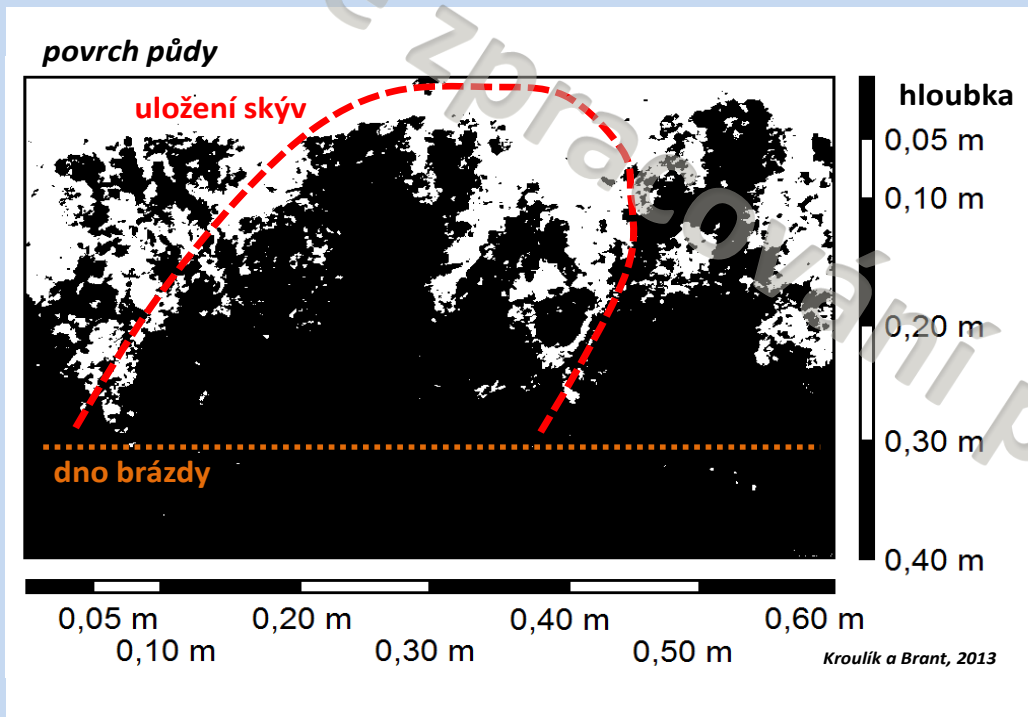 povrch půdy
uložení skýv
hloubka
0,05 m
0,10 m
0,20 m
0,30 m
0,40 m
dno brázdy
0,05 m
0,10 m
0,20 m
0,30 m
0,40 m
0,50 m
0,60 m
Kroulík a Brant, 2013
e zpracování p